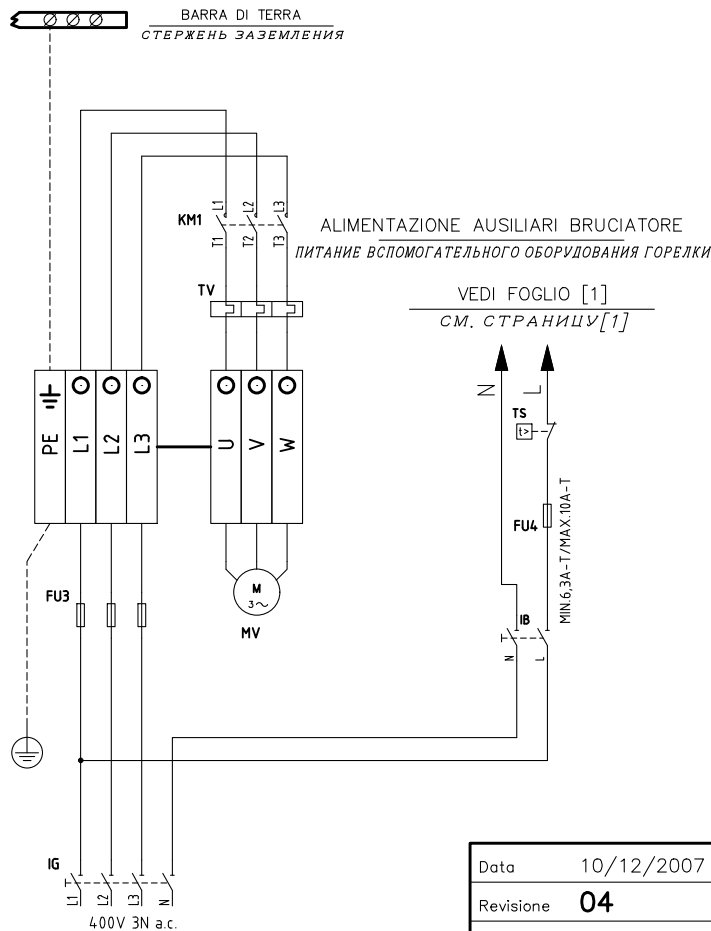 BARRA DI TERRA
СТЕРЖЕНЬ ЗАЗЕМЛЕНИЯ
KM1
L1
L2
L3
T1
T2
T3
ALIMENTAZIONE AUSILIARI BRUCIATORE
ПИТАНИЕ ВСПОМОГАТЕЛЬНОГО ОБОРУДОВАНИЯ ГОРЕЛКИ
TV
VEDI FOGLIO [1]
СМ. СТРАНИЦУ[1]
N
L
TS
t>
PE
L1
L2
L3
U
V
W
FU4
MIN.6,3A-T/MAX.10A-T
FU3
M
3~
MV
IB
N
L
IG
L1
L2
L3
N
400V 3N a.c.
Data 10/12/2007
Revisione 04